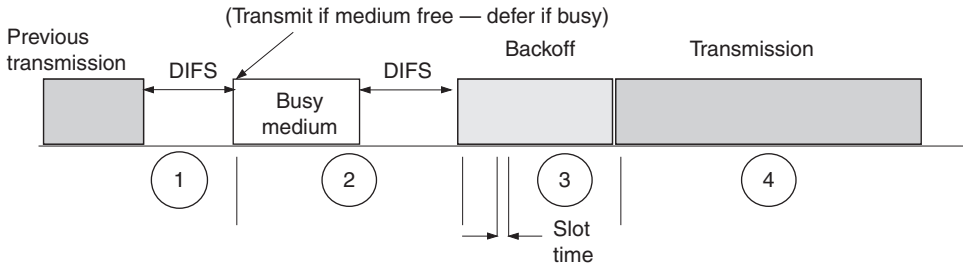 (Transmit if medium free — defer if busy)
Previous
transmission
DIFS
Busy
medium
DIFS
Backoff
Transmission
1
2
3
4
Slot
time